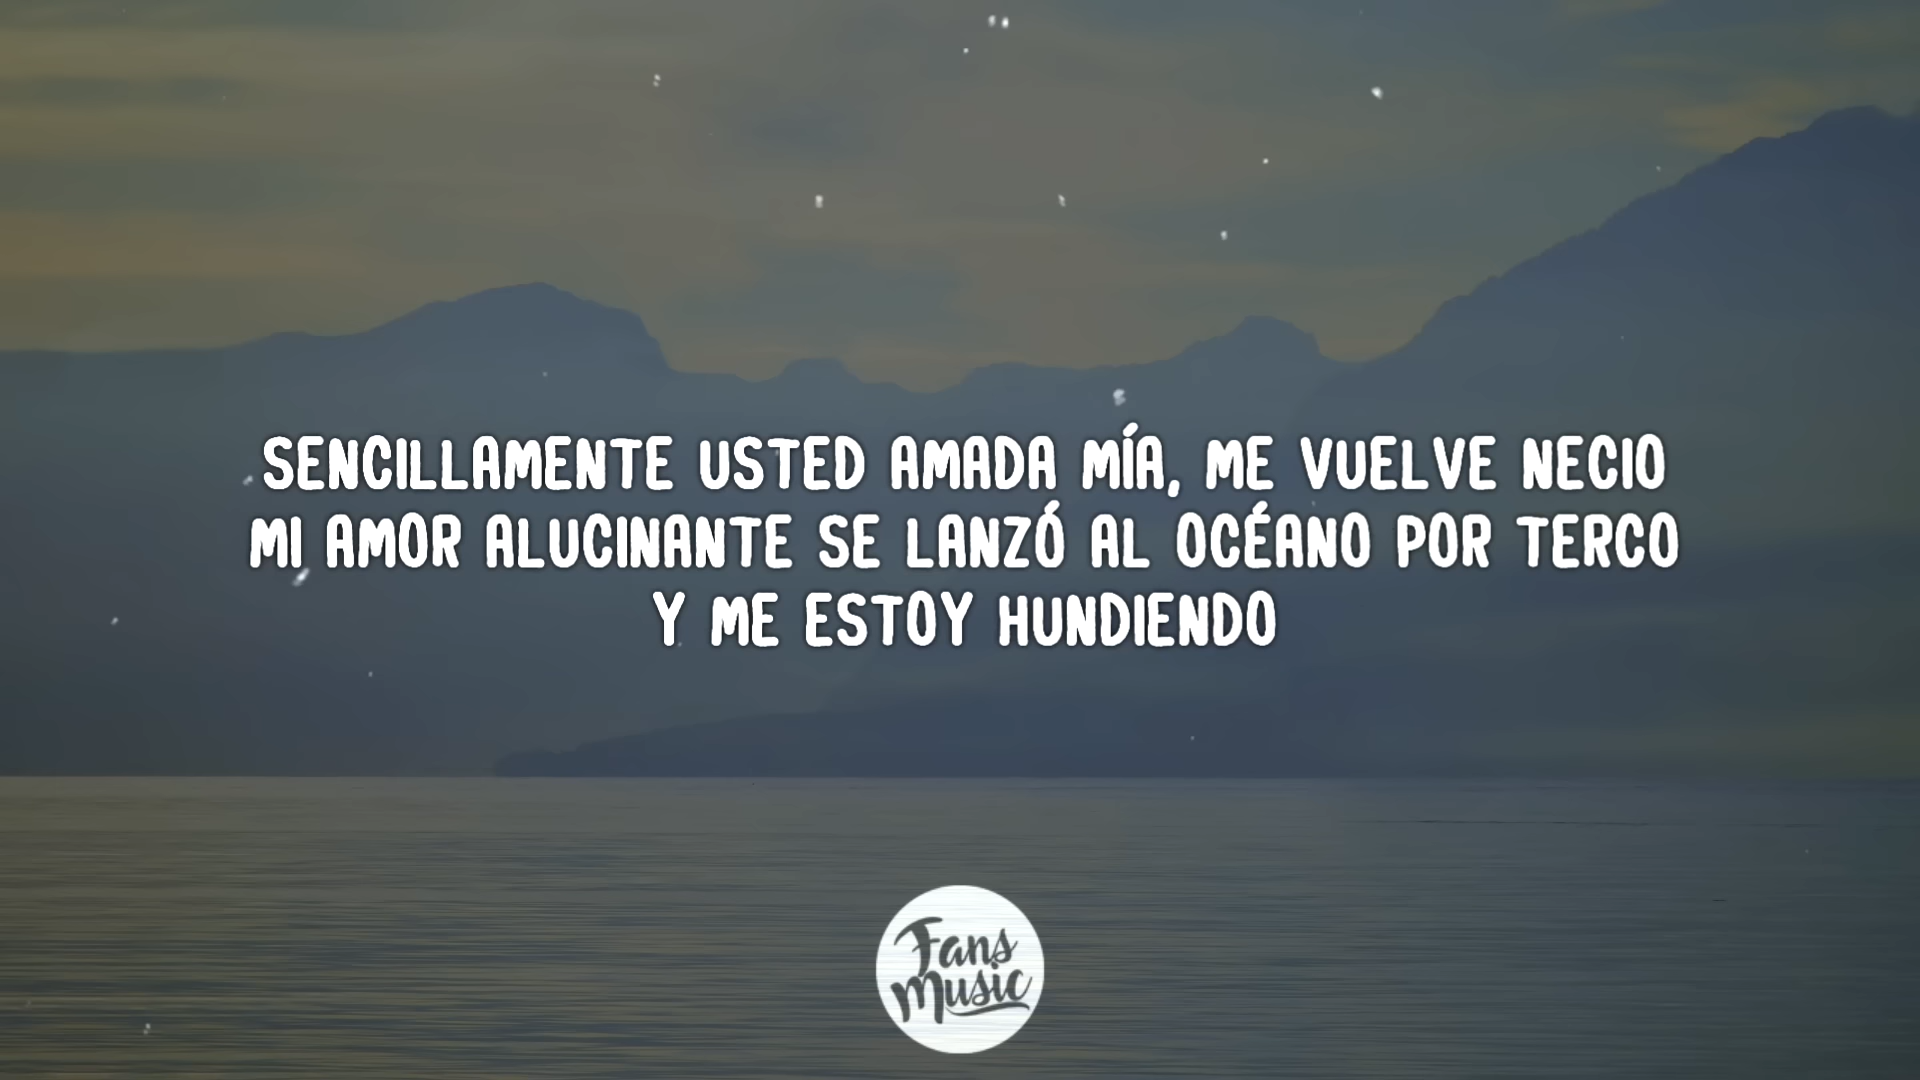 SENCILLAMENTE USTED AMADA MÍA, ME VUELVE NECIO
MI AMOR ALUCINANTE SE LANZÓ AL OCÉANO POR TERCO
Y ME ESTOY HUNDIENDO
Fans
Music